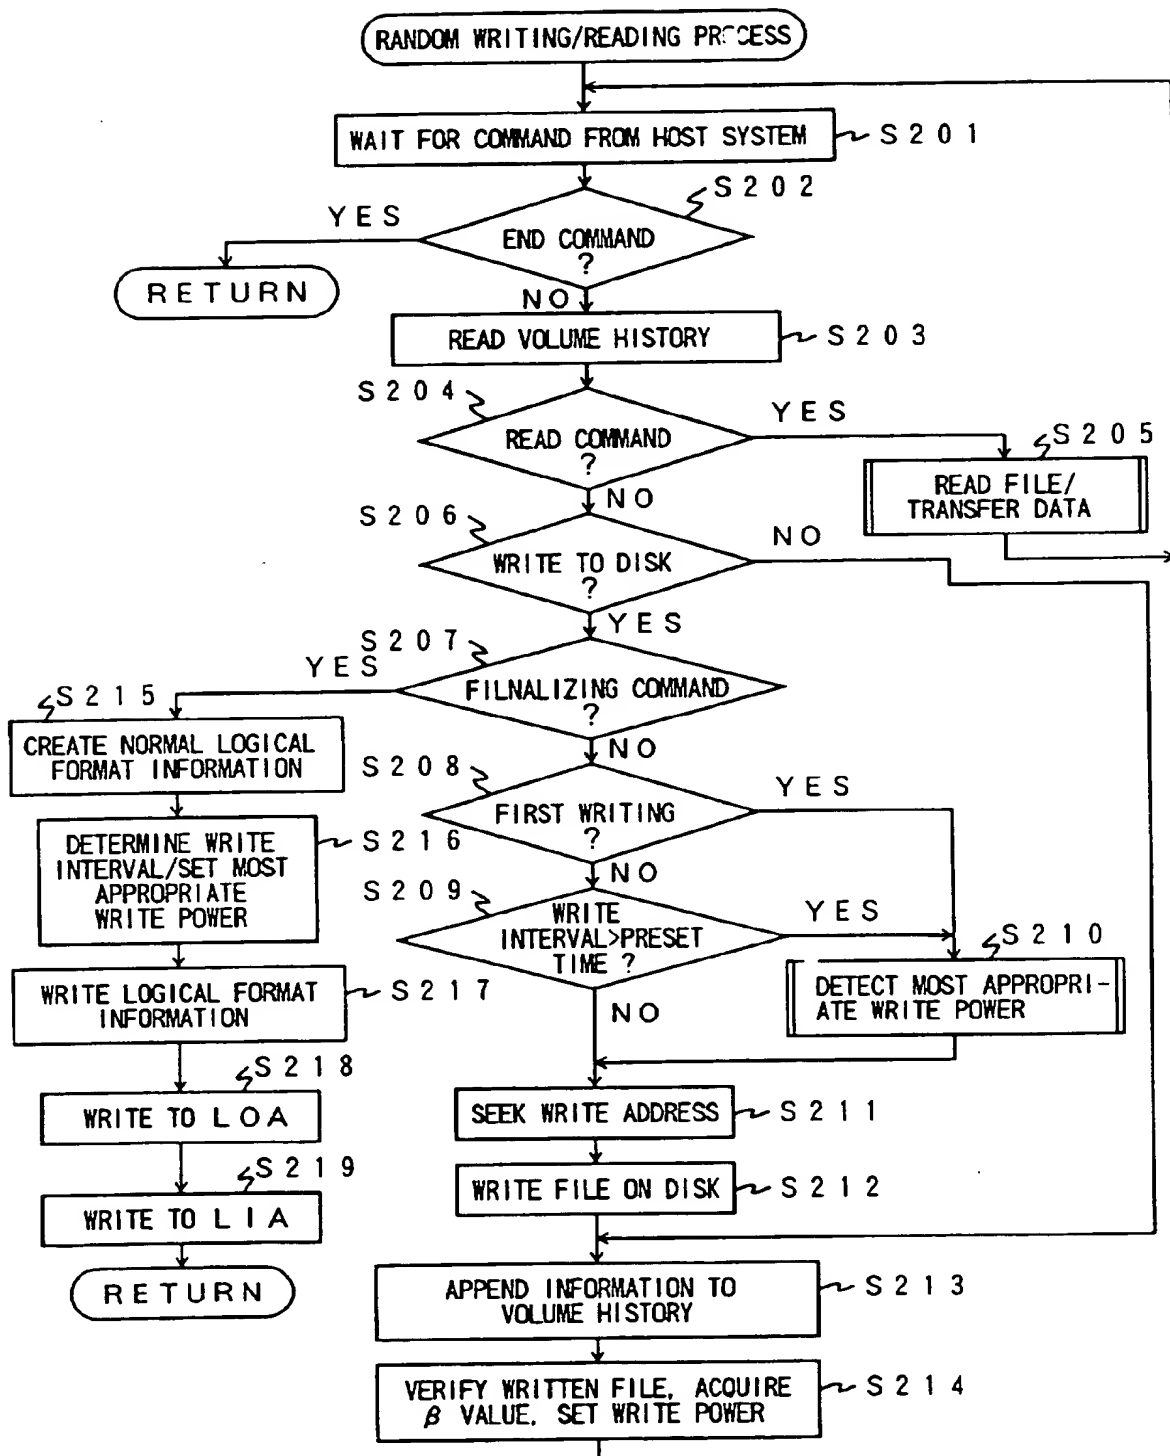 RANDOM WRITING/READING PROCESS
WAIT FOR COMMAND FROM HOST SYSTEM
S201
S202
YES
END COMMAND
?
RETURN
NO
READ VOLUME HISTORY
S203
S204
YES
READ COMMAND
?
S205
READ FILE/
TRANSFER DATA
NO
S206
NO
WRITE TO DISK
?
YES
S207
YES
FILNALIZING COMMAND
?
S215
CREATE NORMAL LOGICAL
FORMAT INFORMATION
NO
S208
YES
FIRST WRITING
?
DETERMINE WRITE
INTERVAL/SET MOST
APPROPRIATE
WRITE POWER
S216
NO
S209
WRITE
INTERVAL>PRESET
TIME ?
YES
S210
DETECT MOST APPROPRI-
ATE WRITE POWER
WRITE LOGICAL FORMAT
INFORMATION
S217
NO
S218
WRITE TO LOA
SEEK WRITE ADDRESS
S211
S219
WRITE TO LIA
WRITE FILE ON DISK
S212
RETURN
APPEND INFORMATION TO
VOLUME HISTORY
S213
VERIFY WRITTEN FILE, ACQUIRE
β VALUE, SET WRITE POWER
S214